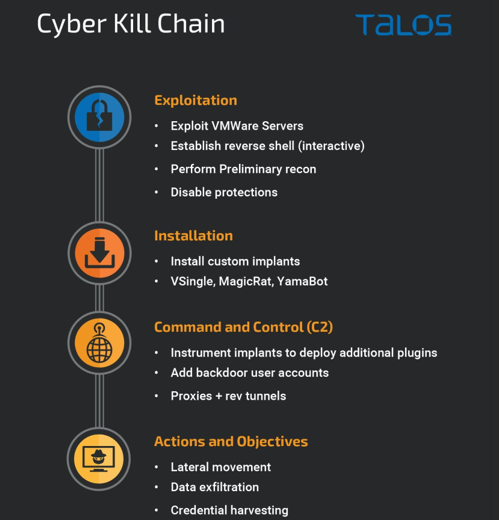 Cyber Kill Chain
TALOS
Exploitation
• Exploit VMWare Servers
• Establish reverse shell (interactive)
• Perform Preliminary recon
• Disable protections
Installation
• Install custom implants
• VSingle, MagicRat, YamaBot
Command and Control (C2)
• Instrument implants to deploy additional plugins
• Add backdoor user accounts
• Proxies + rev tunnels
Actions and Objectives
• Lateral movement
• Data exfiltration
• Credential harvesting